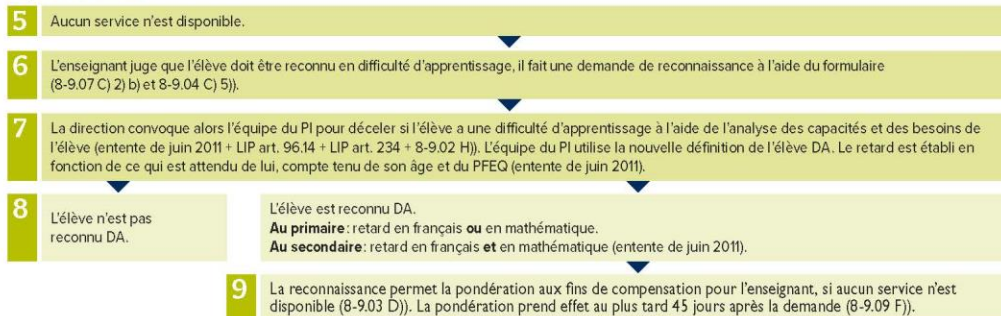 5
Aucun service n'est disponible.
6
L'enseignant juge que l'élève doit être reconnu en difficulté d'apprentissage, il fait une demande de reconnaissance à l'aide du formulaire
(8-9.07 C) 2) b) et 8-9.04 C) 5)).
7
La direction convoque alors l'équipe du PI pour déceler si l'élève a une difficulté d'apprentissage à l'aide de l'analyse des capacités et des besoins de
l'élève (entente de juin 2011 + LIP art. 96.14 + LIP art. 234 + 8-9.02 H)). L'équipe du PI utilise la nouvelle définition de l'élève DA. Le retard est établi en
fonction de ce qui est attendu de lui, compte tenu de son âge et du PFEQ (entente de juin 2011).
8
L'élève n'est pas
reconnu DA.
L'élève est reconnu DA.
Au primaire : retard en français ou en mathématique.
Au secondaire : retard en français et en mathématique (entente de juin 2011).
9
La reconnaissance permet la pondération aux fins de compensation pour l'enseignant, si aucun service n'est
disponible (8-9.03 D)). La pondération prend effet au plus tard 45 jours après la demande (8-9.09 F)).